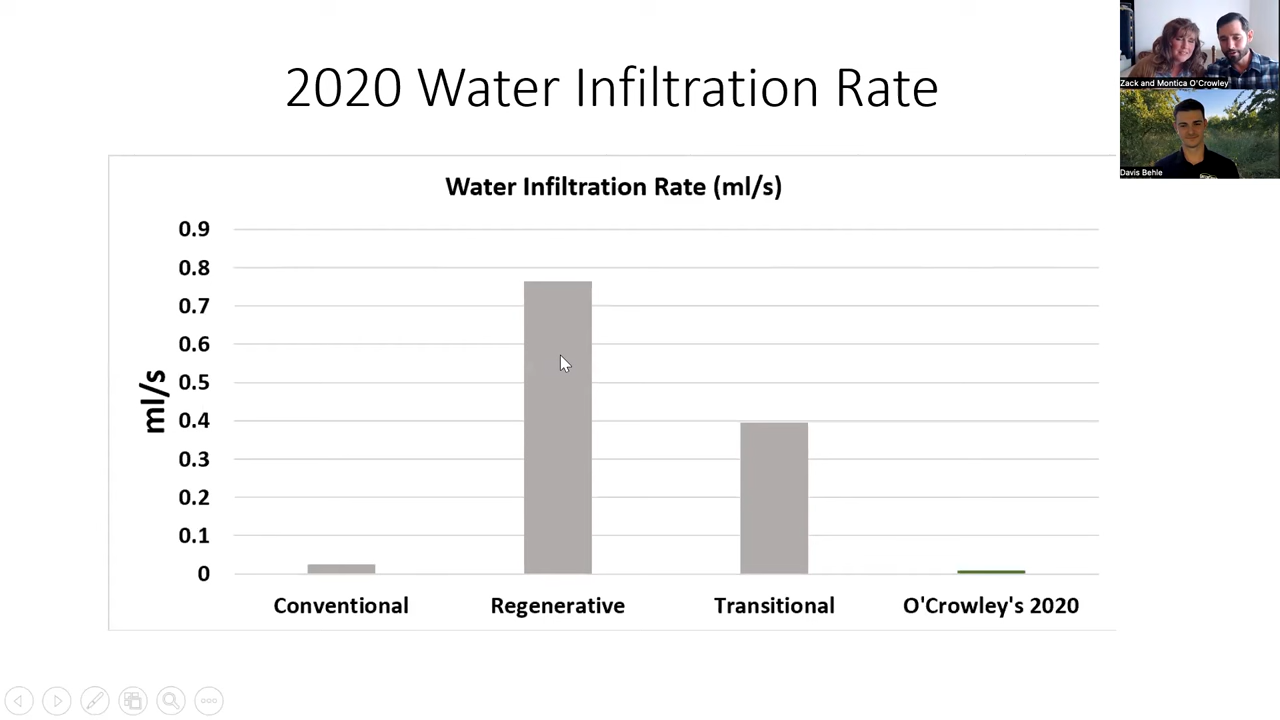 2020 Water Infiltration Rate
Zack and Montica O'Crowley
Davis Behle
Water Infiltration Rate (ml/s)
ml/s
0.9
0.8
0.7
0.6
0.5
0.4
0.3
0.2
0.1
0
Conventional Regenerative Transitional O'Crowley's 2020